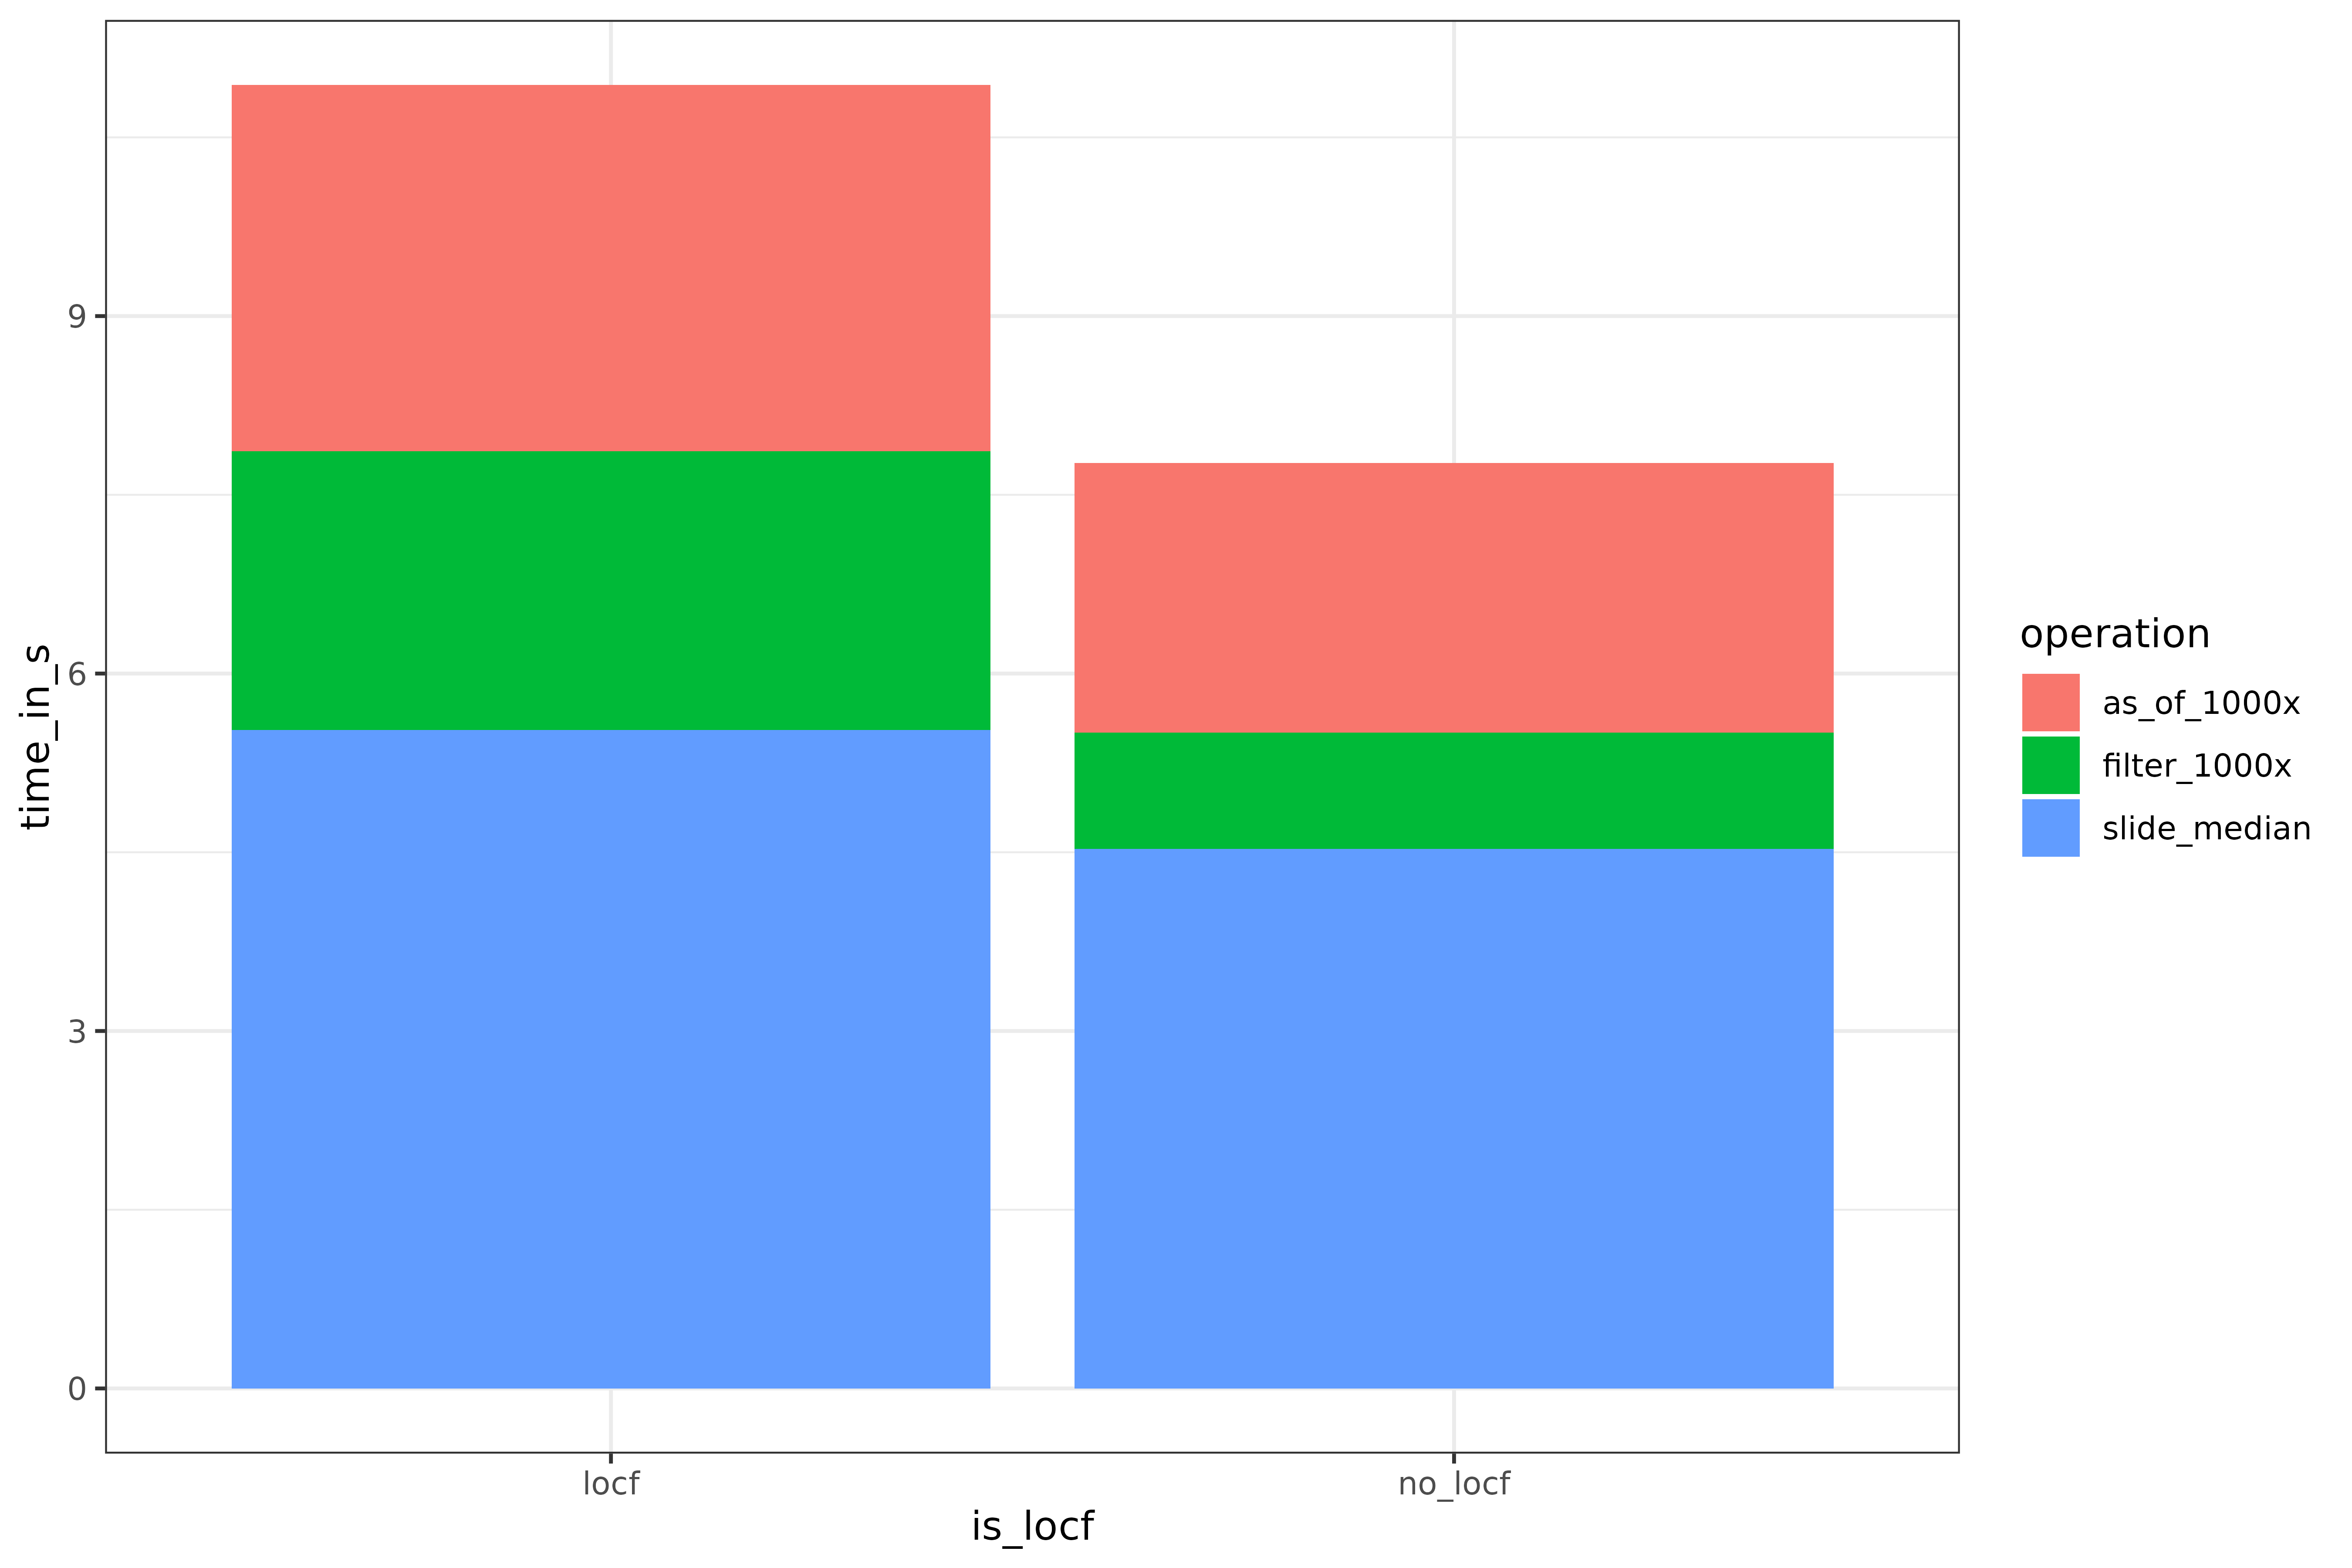 time_in_s
9
6
3
0
locf
no_locf
is_locf
operation
as_of_1000x
filter_1000x
slide_median